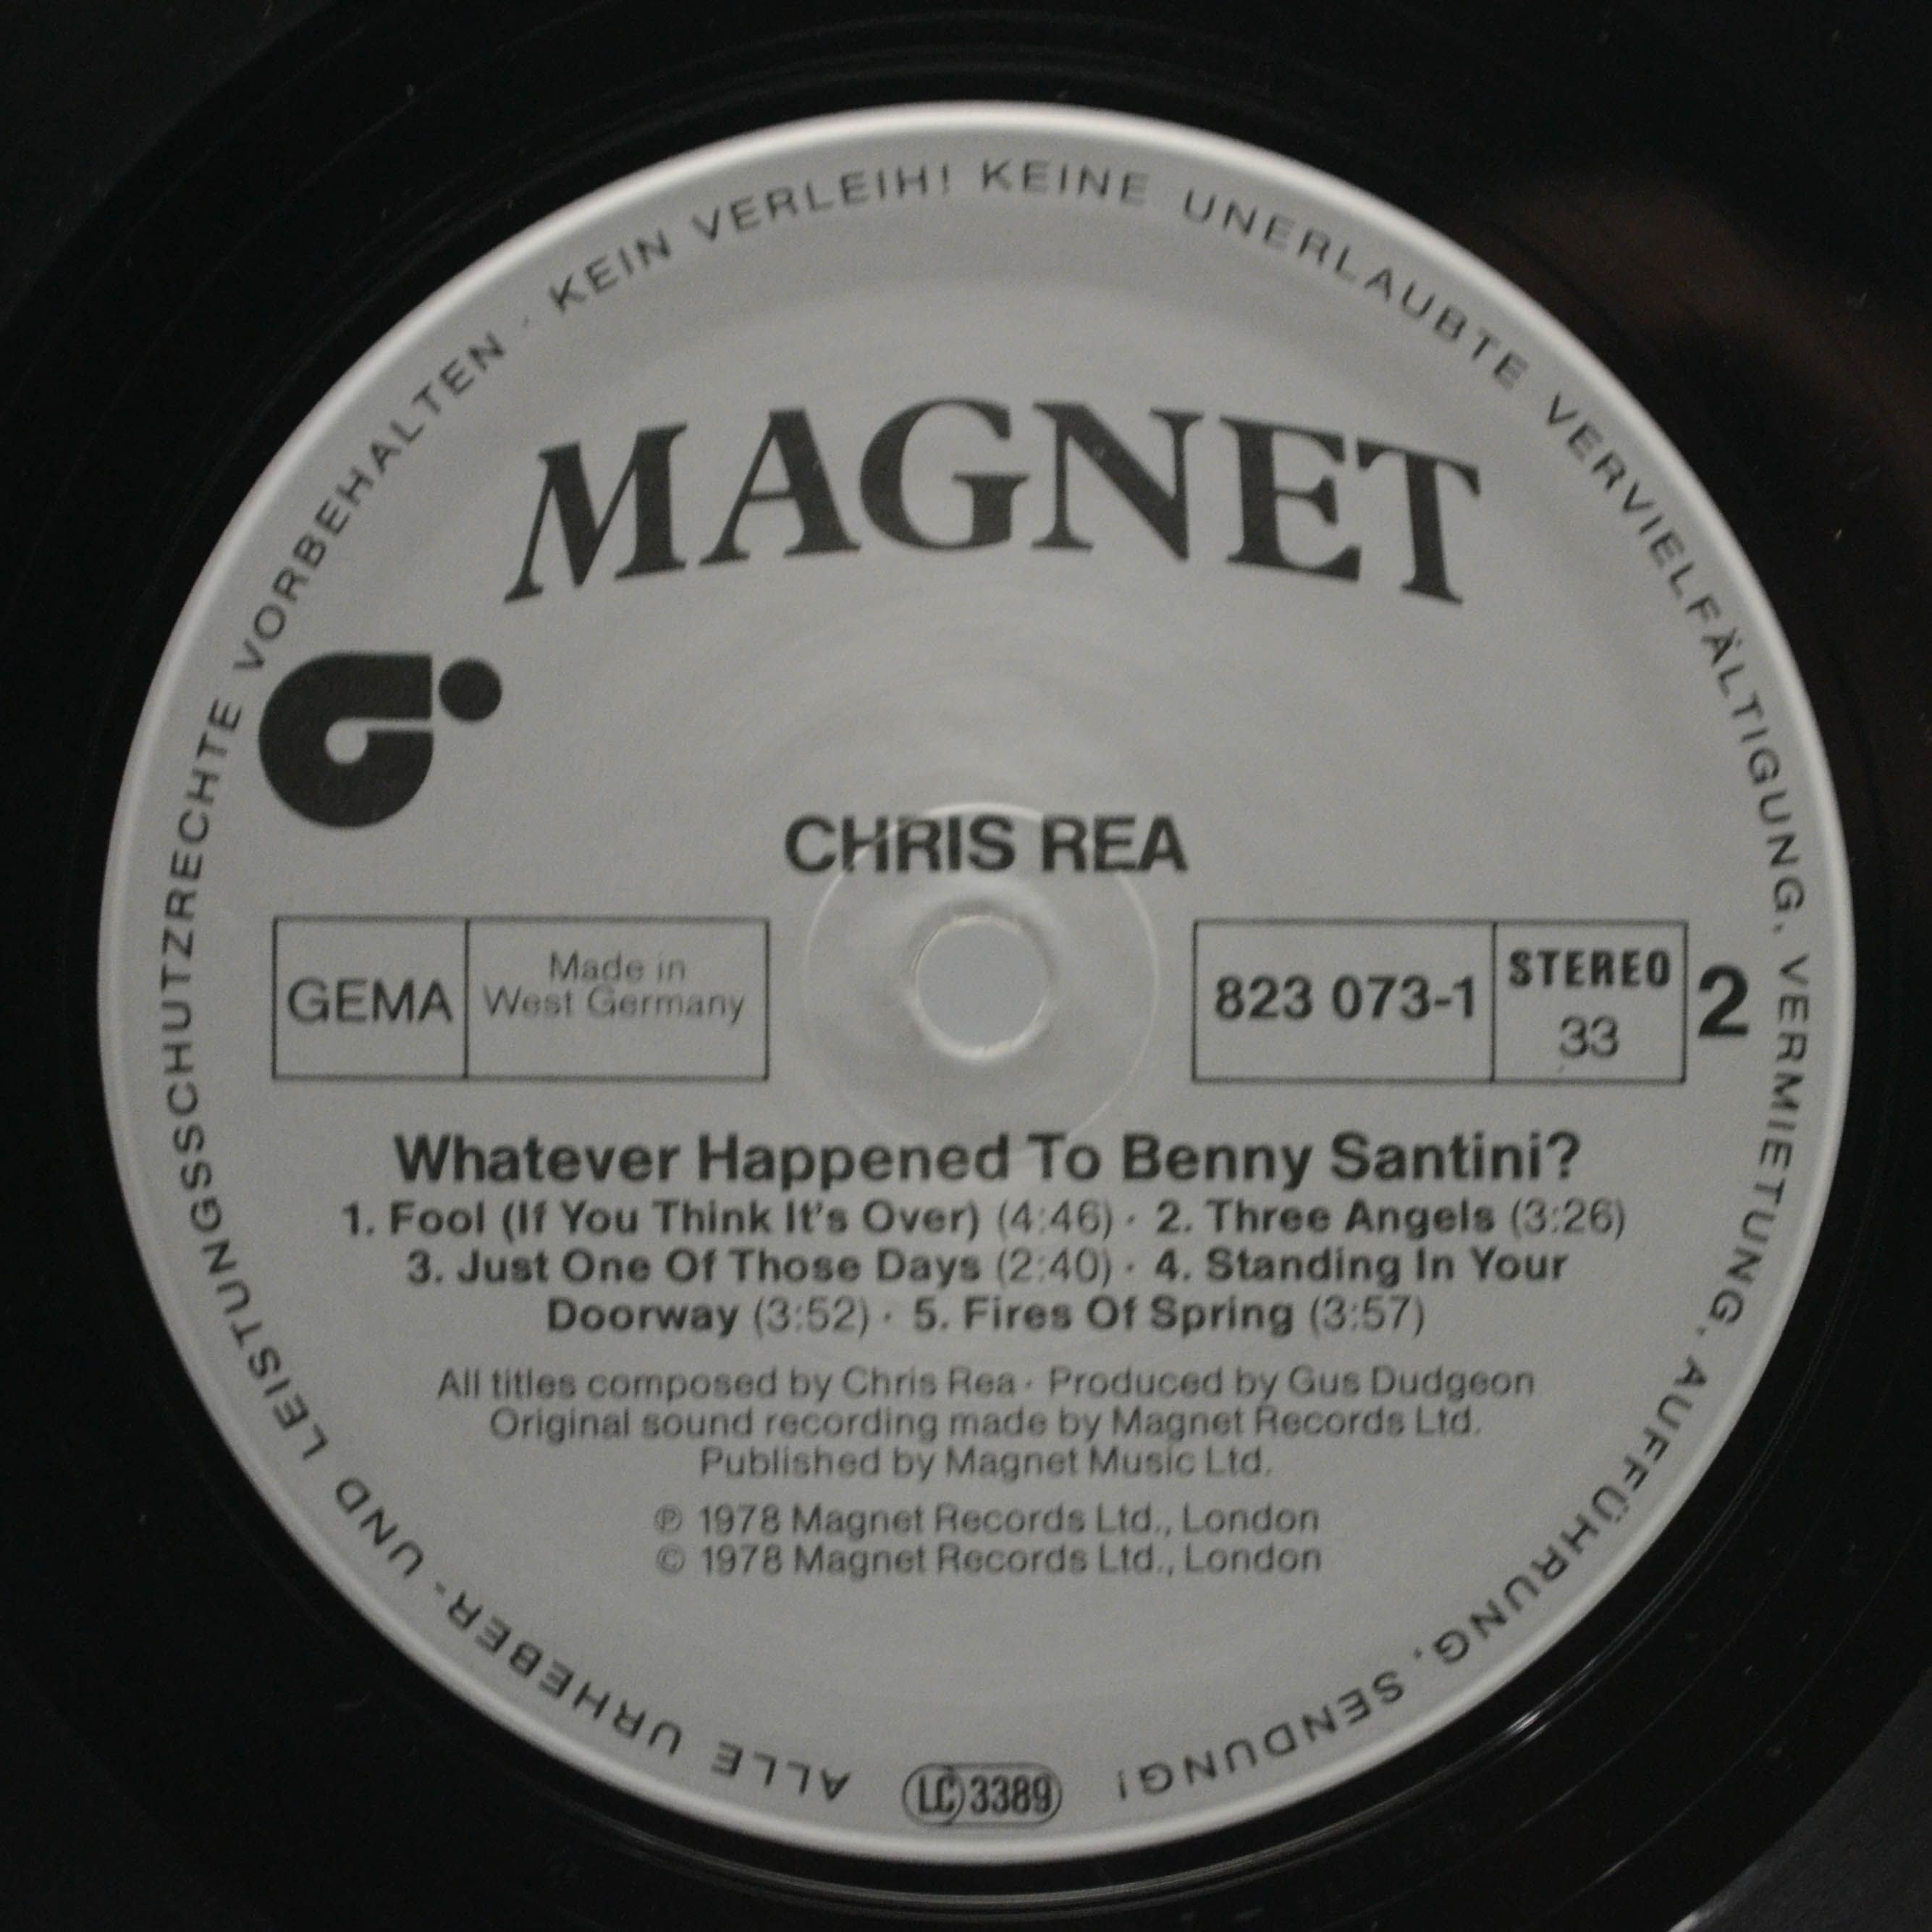 ALLE URHEBER- UND LEISTUNGSSCHUTZRECHTE VORBEHALTEN · KEIN VERLEIH! KEINE UNERLAUBTE VERVIELFÄLTIGUNG, VERMIETUNG, AUFFÜHRUNG, SENDUNG!
MAGNET
CHRIS REA
GEMA
Made in
West Germany
823 073-1
STEREO
33
2
Whatever Happened To Benny Santini?
1. Fool (If You Think It's Over) (4:46) · 2. Three Angels (3:26)
3. Just One Of Those Days (2:40) · 4. Standing In Your
Doorway (3:52) · 5. Fires Of Spring (3:57)
All titles composed by Chris Rea · Produced by Gus Dudgeon
Original sound recording made by Magnet Records Ltd.
Published by Magnet Music Ltd.
℗ 1978 Magnet Records Ltd., London
© 1978 Magnet Records Ltd., London
LC 3389